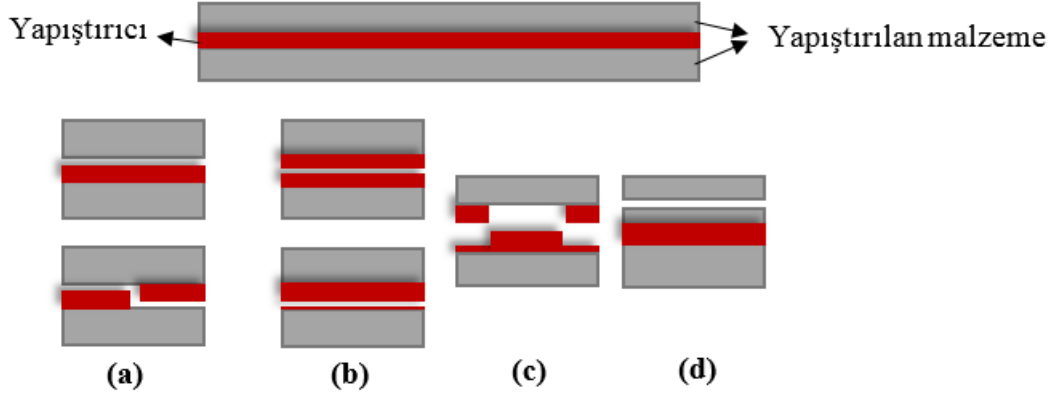 Yapıştırıcı
Yapıştırılan malzeme
(a)
(b)
(c)
(d)